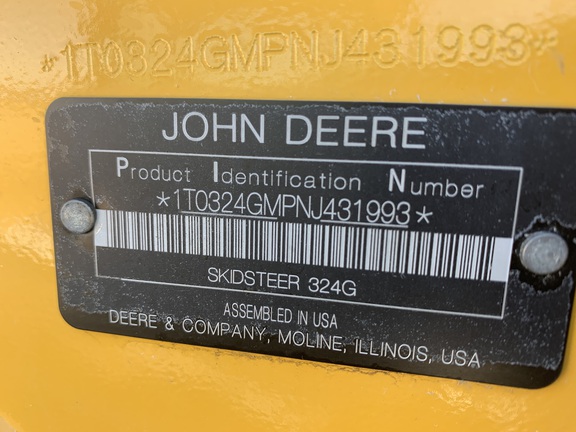 *1T0324GMPNJ431993*
JOHN DEERE
Product Identification Number
*1T0324GMPNJ431993*
SKIDSTEER 324G
ASSEMBLED IN USA
DEERE & COMPANY, MOLINE, ILLINOIS, USA